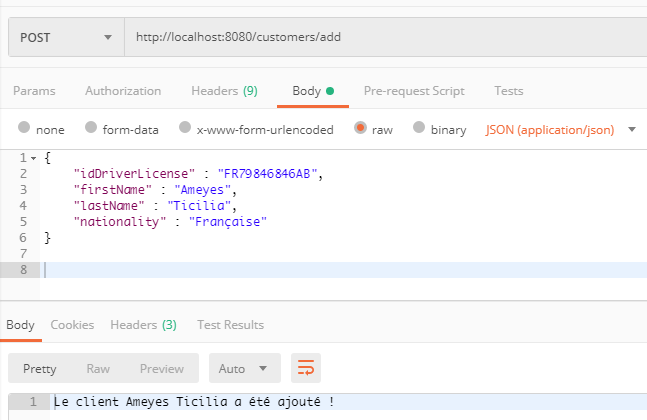 POST http://localhost:8080/customers/add
Params Authorization Headers (9) Body Pre-request Script Tests
none form-data x-www-form-urlencoded raw binary JSON (application/json)
1 {
2 "idDriverLicense" : "FR79846846AB",
3 "firstName" : "Ameyes",
4 "lastName" : "Ticilia",
5 "nationality" : "Française"
6 }
7
8
Body Cookies Headers (3) Test Results
Pretty Raw Preview Auto
1 Le client Ameyes Ticilia a été ajouté !